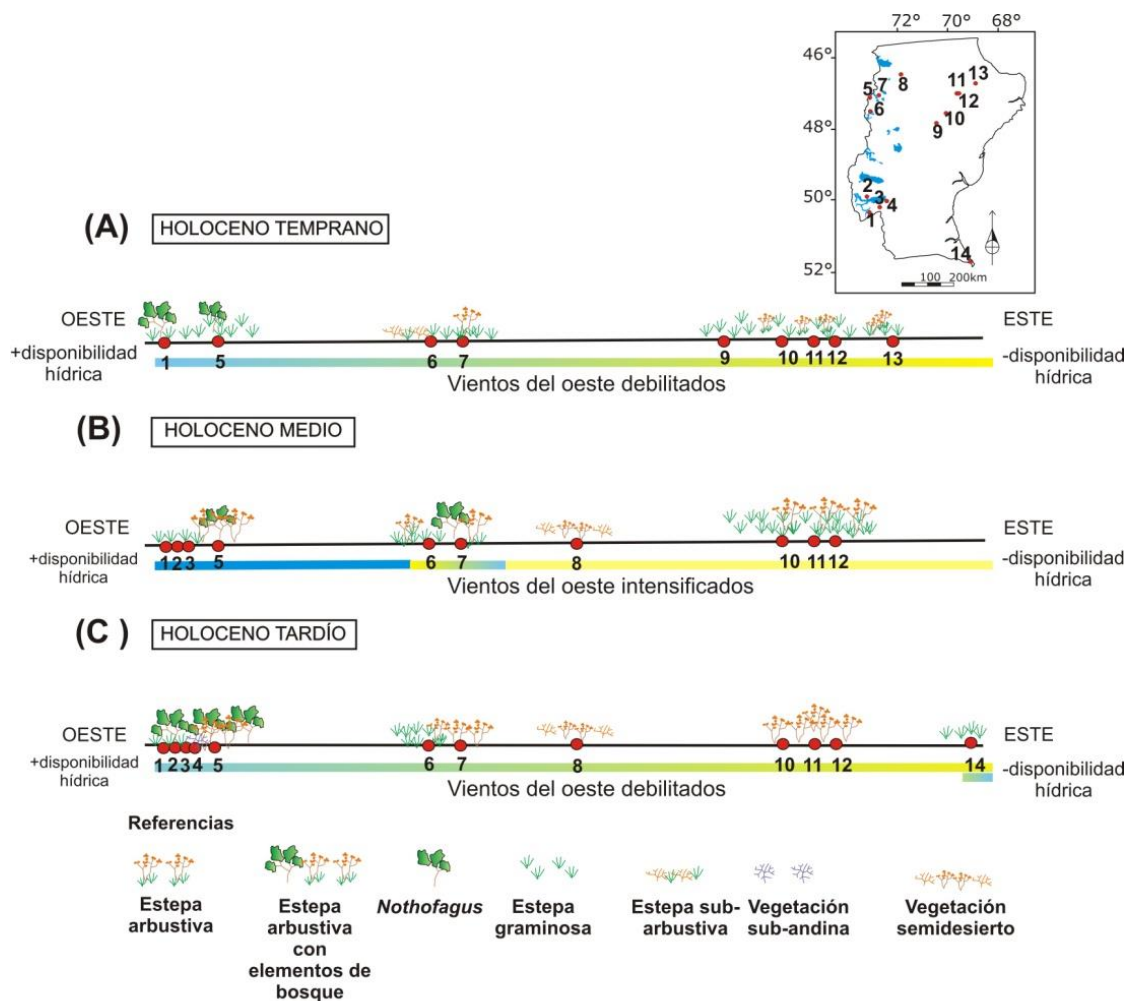 72° 70° 68°
46°
48°
50°
52°
5 7 8 11 13
6 12
10
9
2
3 4
1
14
100 200km
(A) HOLOCENO TEMPRANO
OESTE ESTE
+disponibilidad hídrica
1 5 6 7 9 10 11 12 13
-disponibilidad hídrica
Vientos del oeste debilitados
(B) HOLOCENO MEDIO
OESTE ESTE
+disponibilidad hídrica
1 2 3 5 6 7 8 10 11 12
-disponibilidad hídrica
Vientos del oeste intensificados
(C ) HOLOCENO TARDÍO
OESTE ESTE
+disponibilidad hídrica
1 2 3 4 5 6 7 8 10 11 12 14
-disponibilidad hídrica
Vientos del oeste debilitados
Referencias
Estepa arbustiva
Estepa arbustiva con elementos de bosque
Nothofagus
Estepa graminosa
Estepa sub-arbustiva
Vegetación sub-andina
Vegetación semidesierto